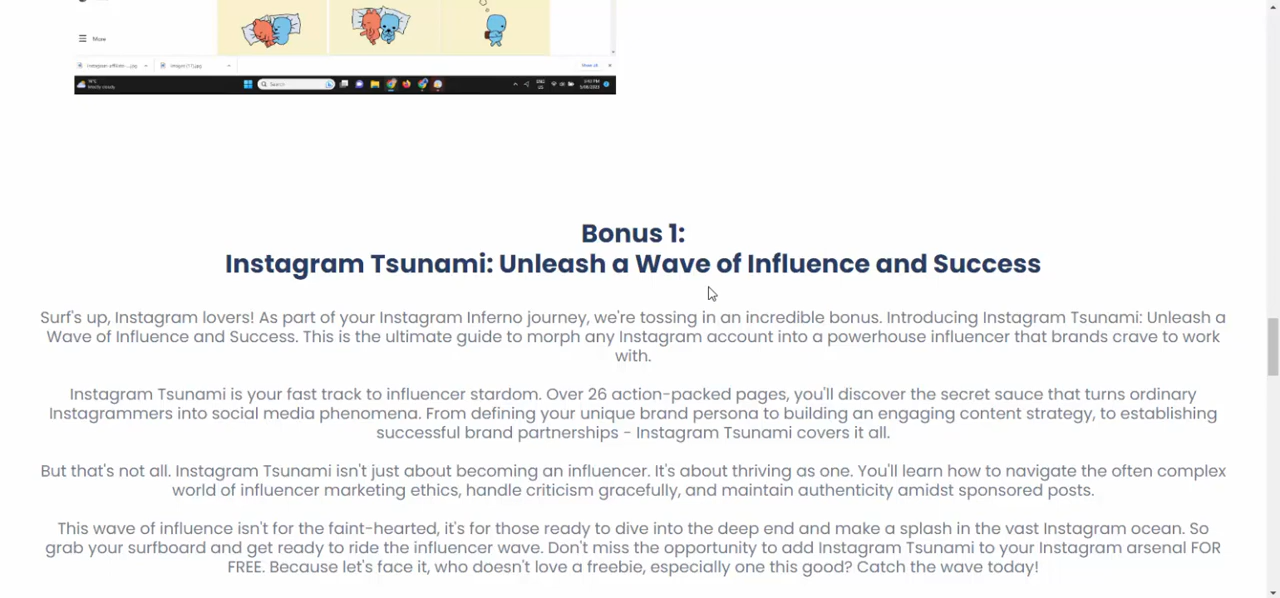 More
Show all
Search
Bonus 1:
Instagram Tsunami: Unleash a Wave of Influence and Success
Surf's up, Instagram lovers! As part of your Instagram Inferno journey, we're tossing in an incredible bonus. Introducing Instagram Tsunami: Unleash a
Wave of Influence and Success. This is the ultimate guide to morph any Instagram account into a powerhouse influencer that brands crave to work
with.
Instagram Tsunami is your fast track to influencer stardom. Over 26 action-packed pages, you'll discover the secret sauce that turns ordinary
Instagrammers into social media phenomena. From defining your unique brand persona to building an engaging content strategy, to establishing
successful brand partnerships - Instagram Tsunami covers it all.
But that's not all. Instagram Tsunami isn't just about becoming an influencer. It's about thriving as one. You'll learn how to navigate the often complex
world of influencer marketing ethics, handle criticism gracefully, and maintain authenticity amidst sponsored posts.
This wave of influence isn't for the faint-hearted, it's for those ready to dive into the deep end and make a splash in the vast Instagram ocean. So
grab your surfboard and get ready to ride the influencer wave. Don't miss the opportunity to add Instagram Tsunami to your Instagram arsenal FOR
FREE. Because let's face it, who doesn't love a freebie, especially one this good? Catch the wave today!